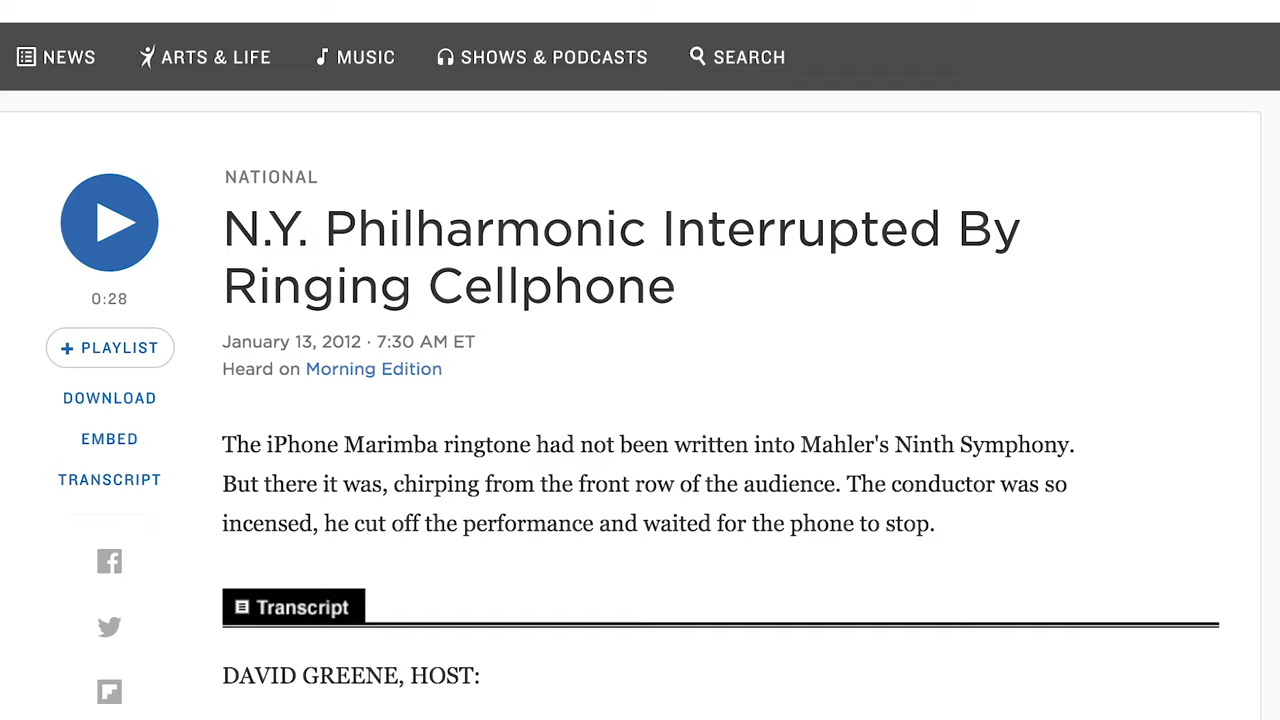 NEWS ARTS & LIFE MUSIC SHOWS & PODCASTS SEARCH
NATIONAL
N.Y. Philharmonic Interrupted By
Ringing Cellphone
0:28
January 13, 2012 · 7:30 AM ET
+ PLAYLIST
Heard on Morning Edition
DOWNLOAD
EMBED
TRANSCRIPT
The iPhone Marimba ringtone had not been written into Mahler's Ninth Symphony.
But there it was, chirping from the front row of the audience. The conductor was so
incensed, he cut off the performance and waited for the phone to stop.
Transcript
DAVID GREENE, HOST: